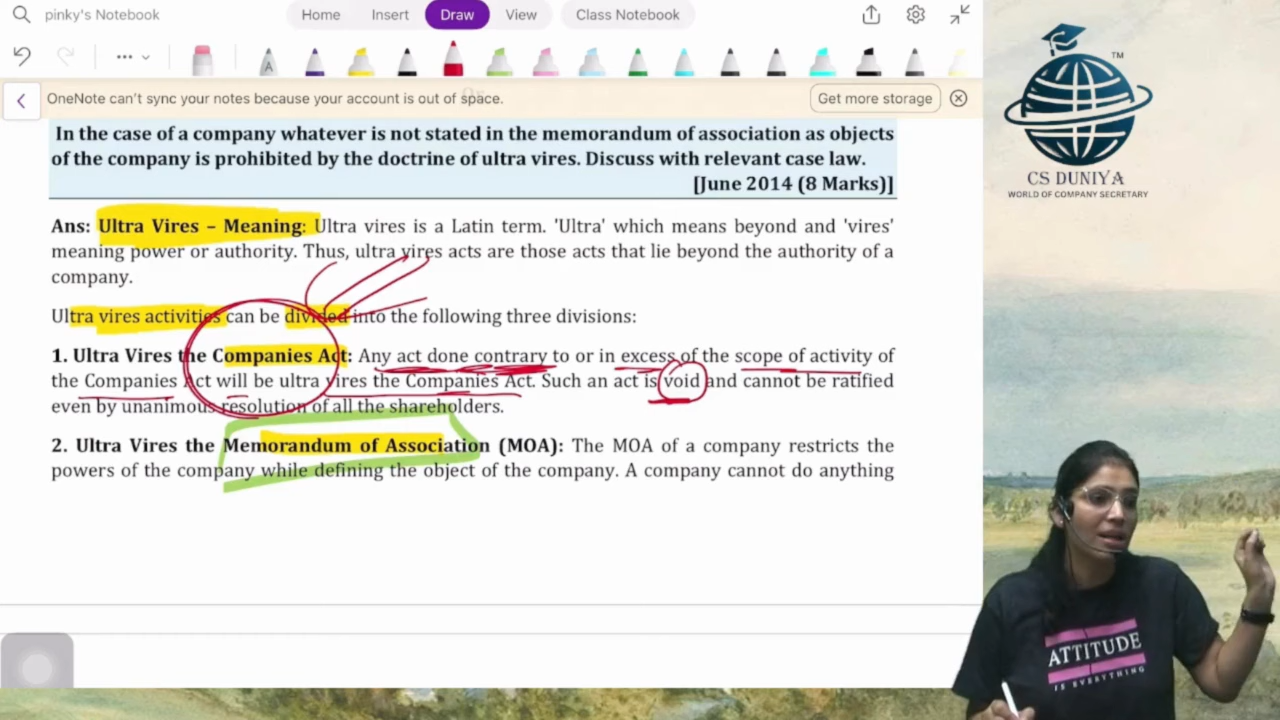 pinky's Notebook
Home Insert Draw View Class Notebook
OneNote can't sync your notes because your account is out of space.
Get more storage
In the case of a company whatever is not stated in the memorandum of association as objects
of the company is prohibited by the doctrine of ultra vires. Discuss with relevant case law.
[June 2014 (8 Marks)]
Ans: Ultra Vires – Meaning: Ultra vires is a Latin term. 'Ultra' which means beyond and 'vires'
meaning power or authority. Thus, ultra vires acts are those acts that lie beyond the authority of a
company.
Ultra vires activities can be divided into the following three divisions:
1. Ultra Vires the Companies Act: Any act done contrary to or in excess of the scope of activity of
the Companies Act will be ultra vires the Companies Act. Such an act is void and cannot be ratified
even by unanimous resolution of all the shareholders.
2. Ultra Vires the Memorandum of Association (MOA): The MOA of a company restricts the
powers of the company while defining the object of the company. A company cannot do anything
TM
CS DUNIYA
WORLD OF COMPANY SECRETARY
ATTITUDE
IS EVERYTHING